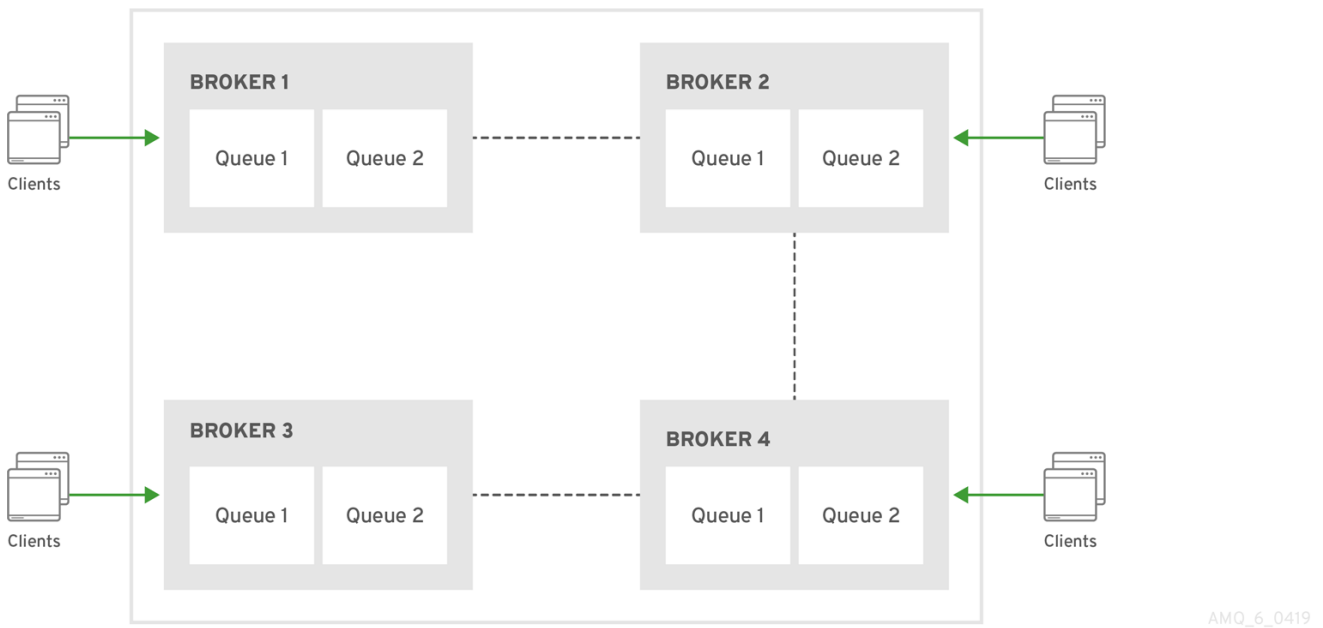 BROKER 1
Queue 1
Queue 2
BROKER 2
Queue 1
Queue 2
Clients
Clients
BROKER 3
Queue 1
Queue 2
BROKER 4
Queue 1
Queue 2
Clients
Clients
AMQ_6_0419